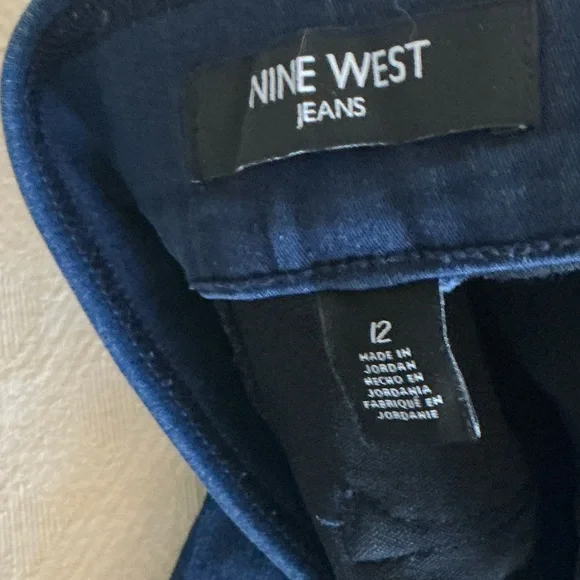 NINE WEST
JEANS
12
MADE IN
JORDAN
HECHO EN
JORDANIA
FABRIQUÉ EN
JORDANIE